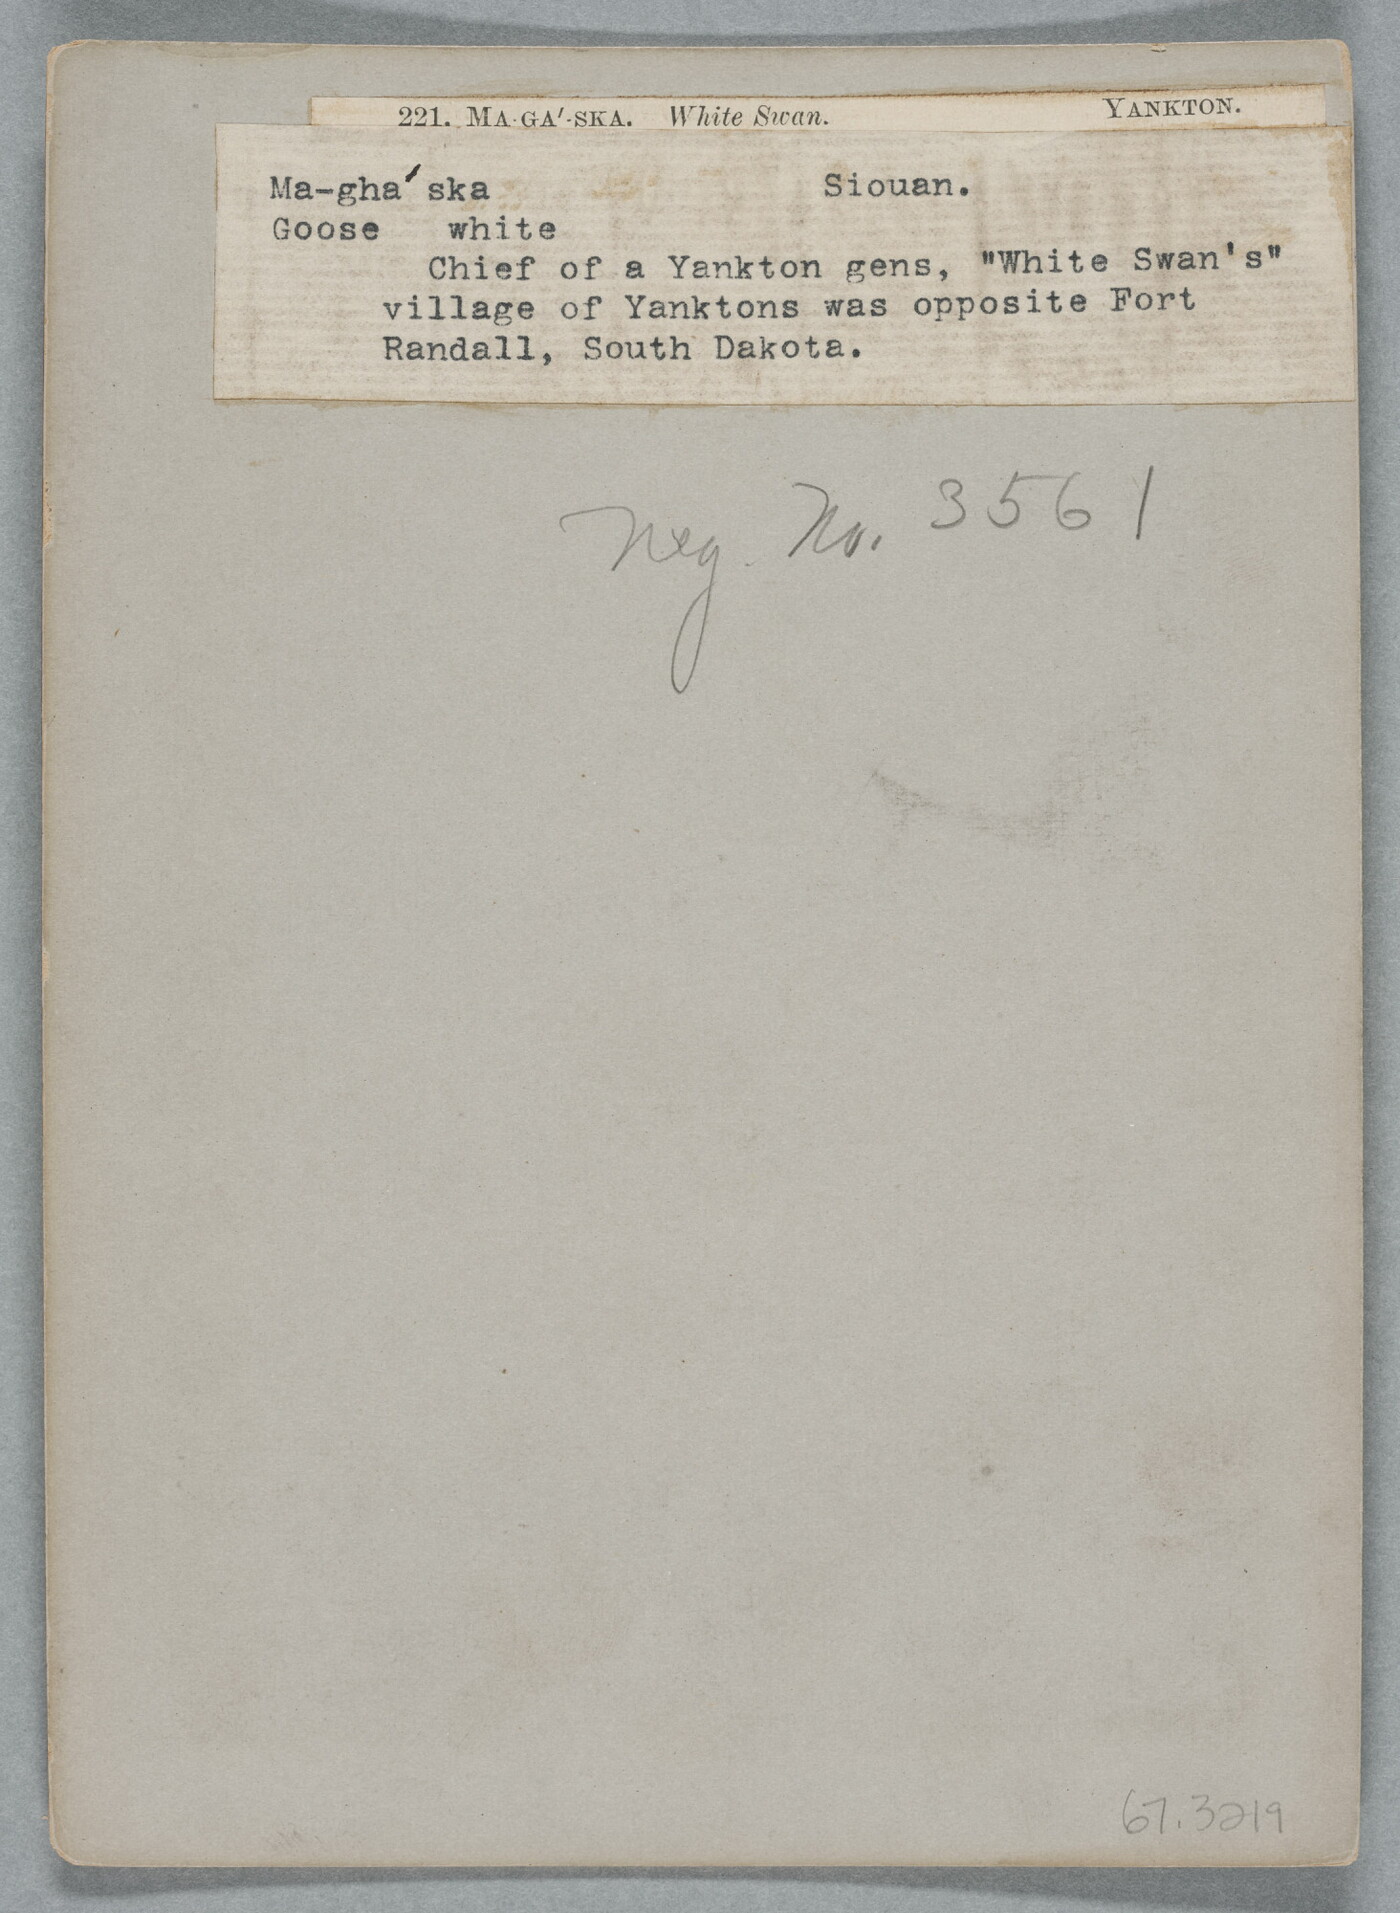 221. MA-GA'-SKA. White Swan. YANKTON.
Ma-gha' ska Siouan.
Goose white
Chief of a Yankton gens, "White Swan's"
village of Yanktons was opposite Fort
Randall, South Dakota.
Neg. No. 3561
67.3219